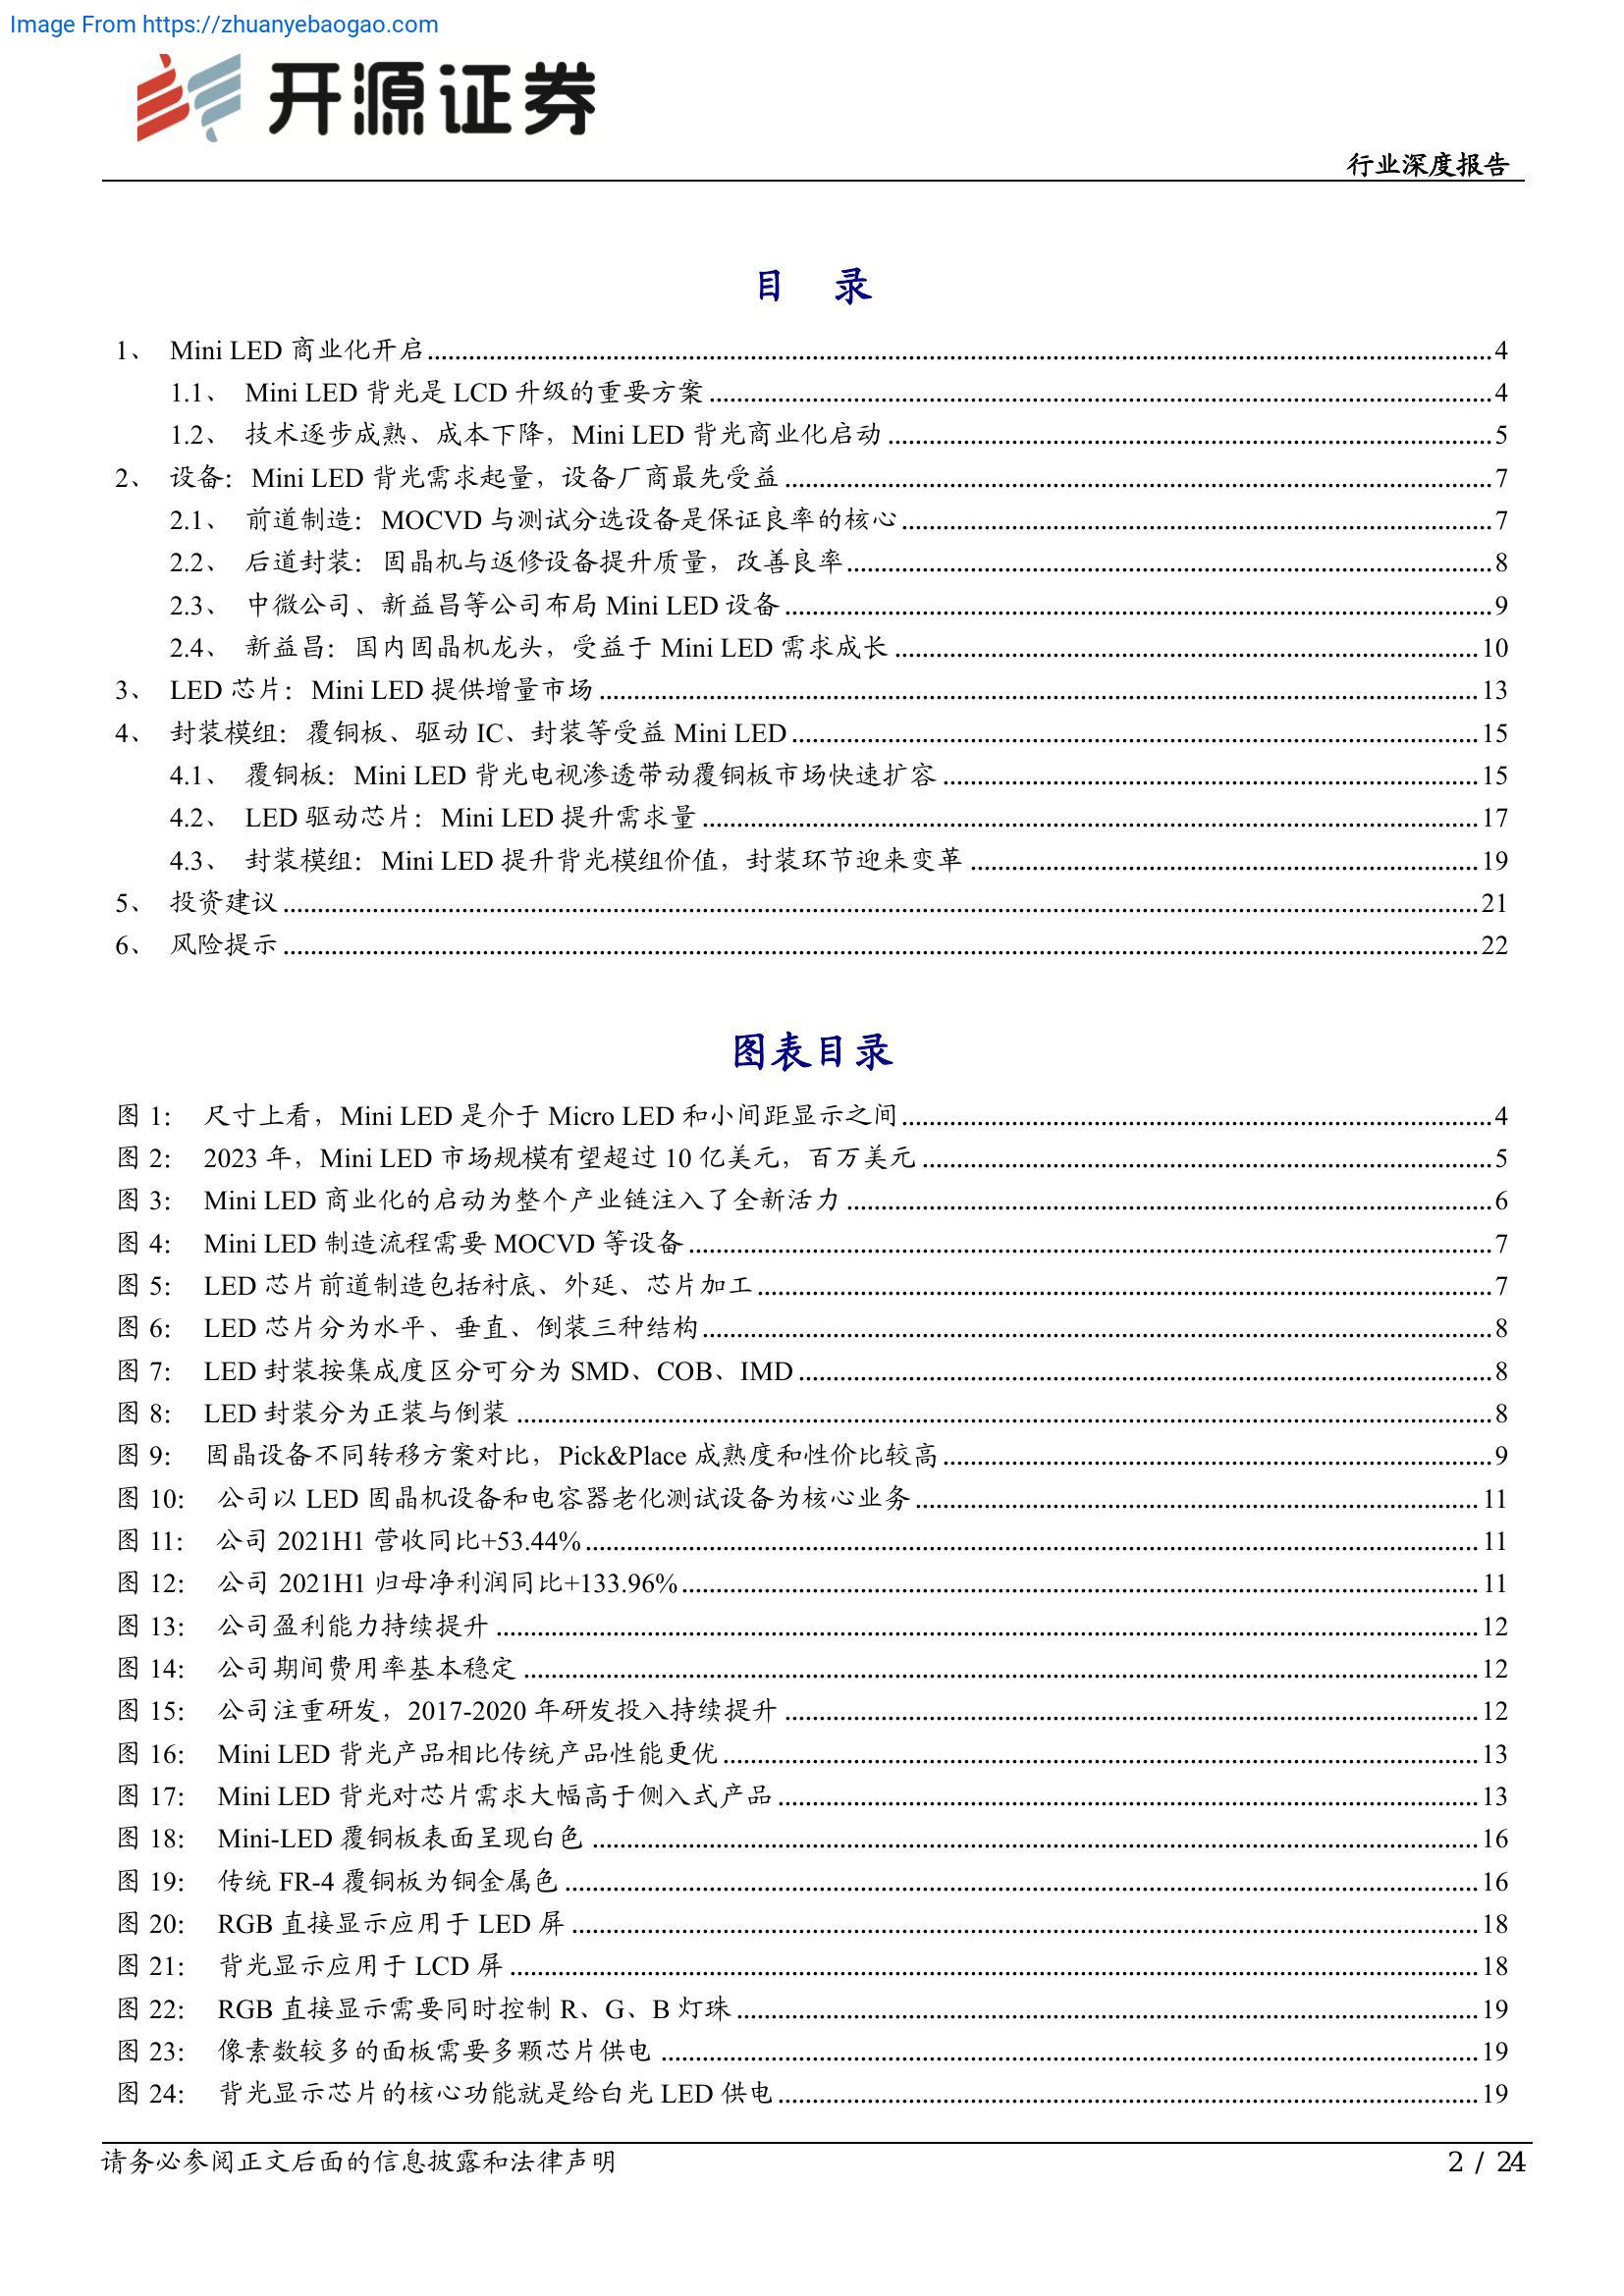 Image From https://zhuanyebaogao.com
开源证券
行业深度报告
目 录
1、 Mini LED 商业化开启........4
1.1、 Mini LED 背光是 LCD 升级的重要方案........4
1.2、 技术逐步成熟、成本下降，Mini LED 背光商业化启动........5
2、 设备：Mini LED 背光需求起量，设备厂商最先受益........7
2.1、 前道制造：MOCVD 与测试分选设备是保证良率的核心........7
2.2、 后道封装：固晶机与返修设备提升质量，改善良率........8
2.3、 中微公司、新益昌等公司布局 Mini LED 设备........9
2.4、 新益昌：国内固晶机龙头，受益于 Mini LED 需求成长........10
3、 LED 芯片：Mini LED 提供增量市场........13
4、 封装模组：覆铜板、驱动 IC、封装等受益 Mini LED........15
4.1、 覆铜板：Mini LED 背光电视渗透带动覆铜板市场快速扩容........15
4.2、 LED 驱动芯片：Mini LED 提升需求量........17
4.3、 封装模组：Mini LED 提升背光模组价值，封装环节迎来变革........19
5、 投资建议........21
6、 风险提示........22
图表目录
图 1： 尺寸上看，Mini LED 是介于 Micro LED 和小间距显示之间........4
图 2： 2023 年，Mini LED 市场规模有望超过 10 亿美元，百万美元........5
图 3： Mini LED 商业化的启动为整个产业链注入了全新活力........6
图 4： Mini LED 制造流程需要 MOCVD 等设备........7
图 5： LED 芯片前道制造包括衬底、外延、芯片加工........7
图 6： LED 芯片分为水平、垂直、倒装三种结构........8
图 7： LED 封装按集成度区分可分为 SMD、COB、IMD........8
图 8： LED 封装分为正装与倒装........8
图 9： 固晶设备不同转移方案对比，Pick&Place 成熟度和性价比较高........9
图 10： 公司以 LED 固晶机设备和电容器老化测试设备为核心业务........11
图 11： 公司 2021H1 营收同比+53.44%........11
图 12： 公司 2021H1 归母净利润同比+133.96%........11
图 13： 公司盈利能力持续提升........12
图 14： 公司期间费用率基本稳定........12
图 15： 公司注重研发，2017-2020 年研发投入持续提升........12
图 16： Mini LED 背光产品相比传统产品性能更优........13
图 17： Mini LED 背光对芯片需求大幅高于侧入式产品........13
图 18： Mini-LED 覆铜板表面呈现白色........16
图 19： 传统 FR-4 覆铜板为铜金属色........16
图 20： RGB 直接显示应用于 LED 屏........18
图 21： 背光显示应用于 LCD 屏........18
图 22： RGB 直接显示需要同时控制 R、G、B 灯珠........19
图 23： 像素数较多的面板需要多颗芯片供电........19
图 24： 背光显示芯片的核心功能就是给白光 LED 供电........19
请务必参阅正文后面的信息披露和法律声明
2 / 24